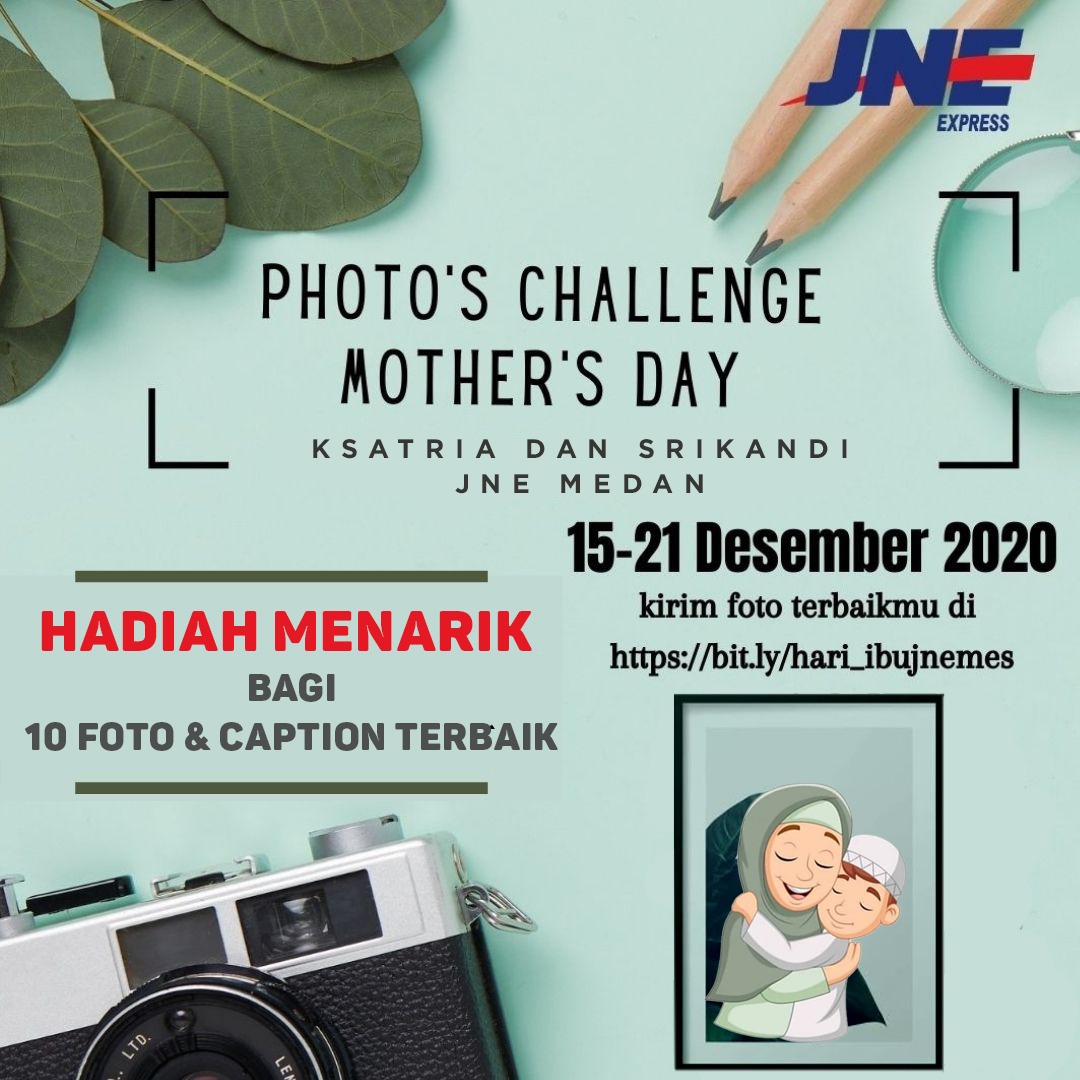 JNE
EXPRESS
PHOTO'S CHALLENGE
MOTHER'S DAY
KSATRIA DAN SRIKANDI
JNE MEDAN
15-21 Desember 2020
kirim foto terbaikmu di
https://bit.ly/hari_ibujnemes
HADIAH MENARIK
BAGI
10 FOTO & CAPTION TERBAIK
LTD.